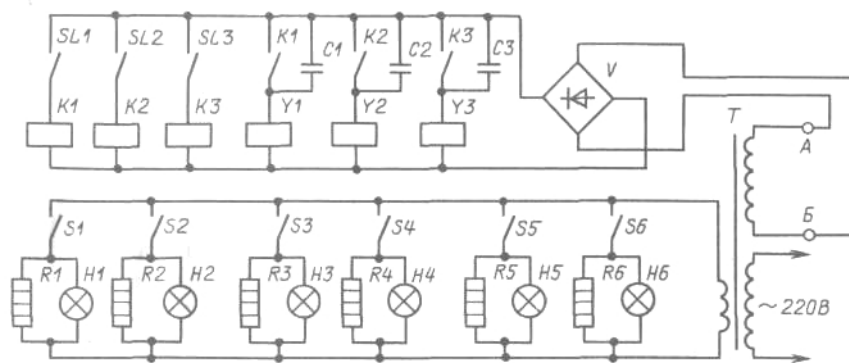 SL1 SL2 SL3 K1 C1 K2 C2 K3 C3
V
K1 K2 K3 Y1 Y2 Y3
T
А
Б
S1 S2 S3 S4 S5 S6
R1 H1 R2 H2 R3 H3 R4 H4 R5 H5 R6 H6
~220В